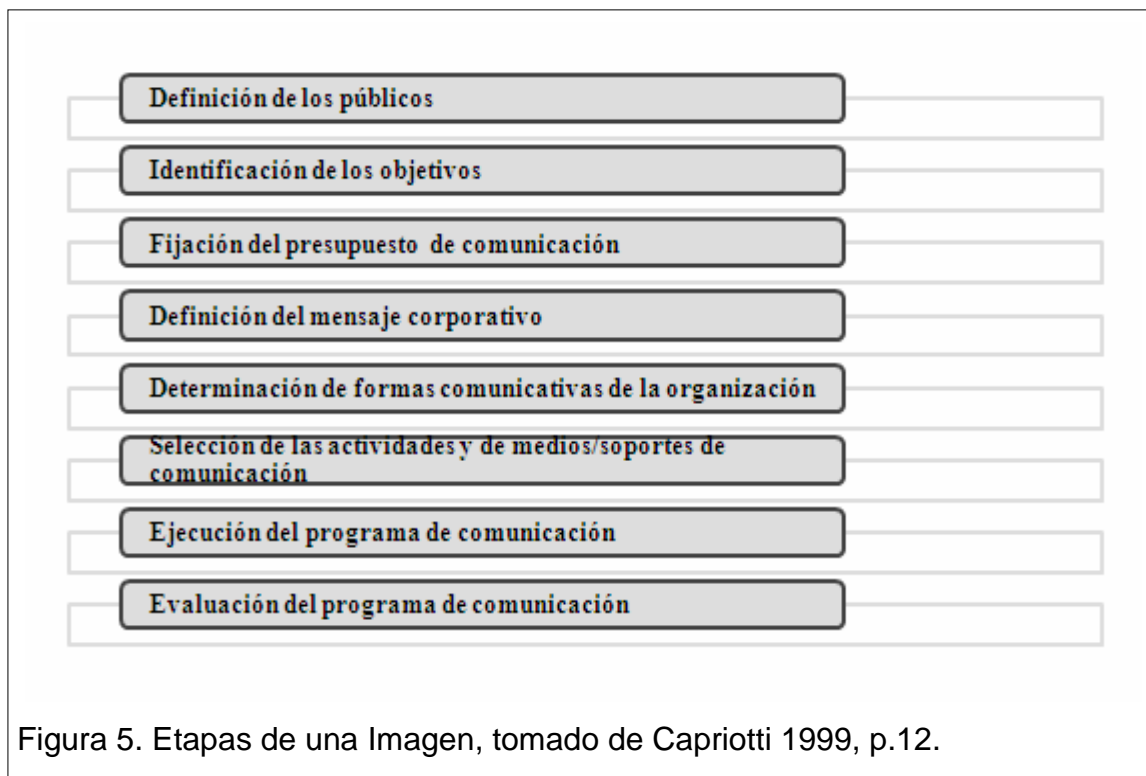 Definición de los públicos
Identificación de los objetivos
Fijación del presupuesto de comunicación
Definición del mensaje corporativo
Determinación de formas comunicativas de la organización
Selección de las actividades y de medios/soportes de
comunicación
Ejecución del programa de comunicación
Evaluación del programa de comunicación
Figura 5. Etapas de una Imagen, tomado de Capriotti 1999, p.12.